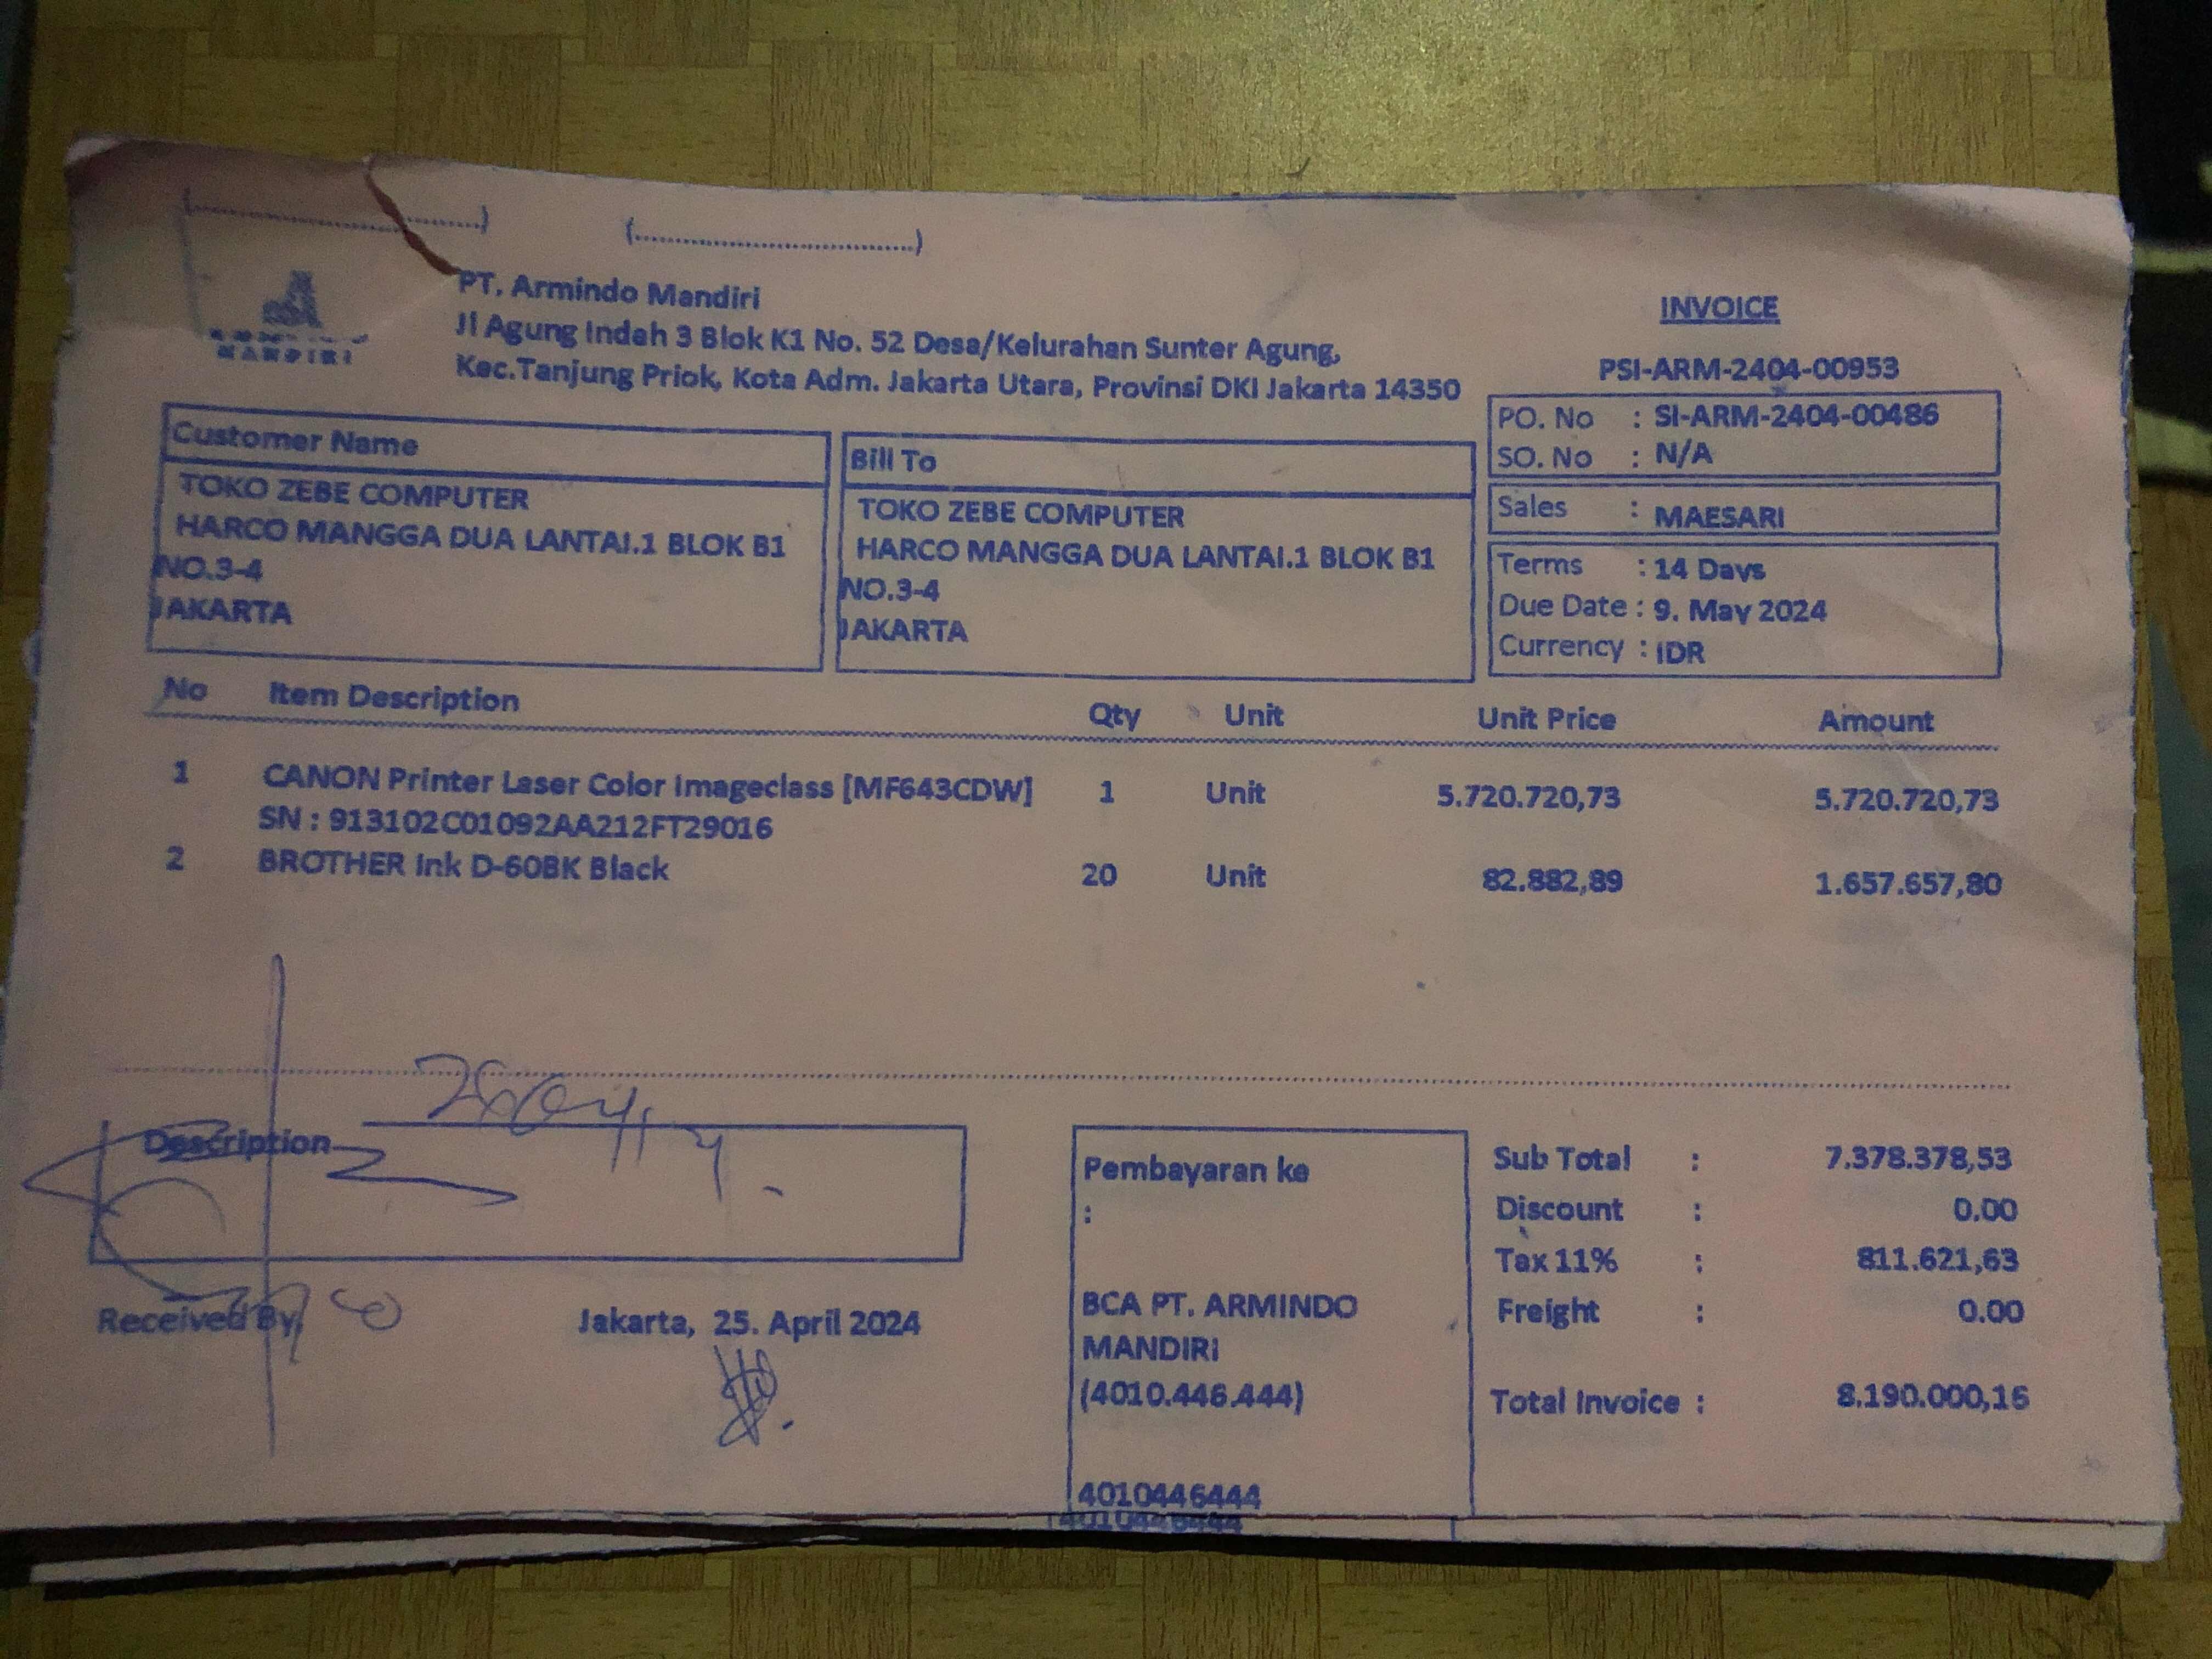 (....................................)
(....................................)
MANDIRI
PT. Armindo Mandiri
Jl Agung Indah 3 Blok K1 No. 52 Desa/Kelurahan Sunter Agung,
Kec.Tanjung Priok, Kota Adm. Jakarta Utara, Provinsi DKI Jakarta 14350
INVOICE
PSI-ARM-2404-00953
PO. No : SI-ARM-2404-00486
SO. No : N/A
Sales : MAESARI
Terms : 14 Days
Due Date : 9. May 2024
Currency : IDR
Customer Name
TOKO ZEBE COMPUTER
HARCO MANGGA DUA LANTAI.1 BLOK B1
NO.3-4
JAKARTA
Bill To
TOKO ZEBE COMPUTER
HARCO MANGGA DUA LANTAI.1 BLOK B1
NO.3-4
JAKARTA
No Item Description Qty Unit Unit Price Amount
1 CANON Printer Laser Color Imageclass [MF643CDW] 1 Unit 5.720.720,73 5.720.720,73
SN : 913102C01092AA212FT29016
2 BROTHER Ink D-60BK Black 20 Unit 82.882,89 1.657.657,80
Description
Received By,
Jakarta, 25. April 2024
Pembayaran ke
:
BCA PT. ARMINDO
MANDIRI
(4010.446.444)
4010446444
4010446444
Sub Total : 7.378.378,53
Discount : 0.00
Tax 11% : 811.621,63
Freight : 0.00
Total Invoice : 8.190.000,16